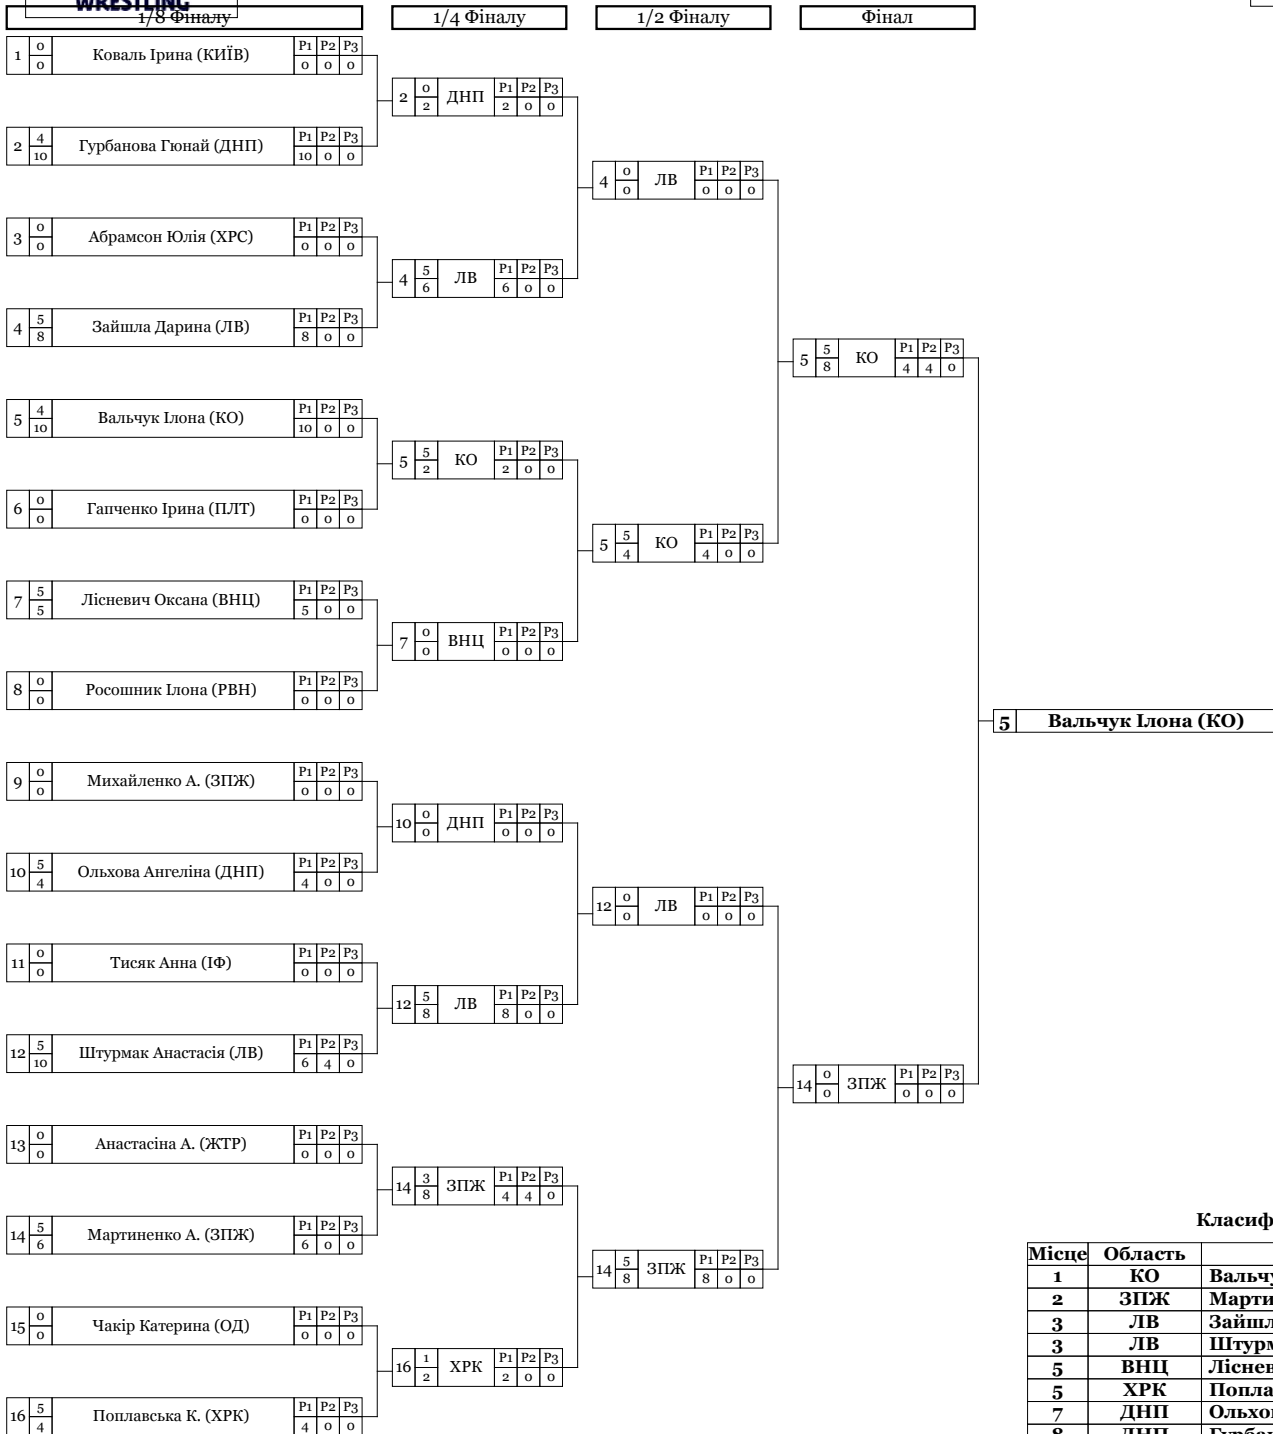 WRESTLING
1/8 Фіналу 1/4 Фіналу 1/2 Фіналу Фінал
1 0 0 Коваль Ірина (КИЇВ) P1 P2 P3 0 0 0
2 0 2 ДНП P1 P2 P3 2 0 0
2 4 10 Гурбанова Гюнай (ДНП) P1 P2 P3 10 0 0
4 0 0 ЛВ P1 P2 P3 0 0 0
3 0 0 Абрамсон Юлія (ХРС) P1 P2 P3 0 0 0
4 5 6 ЛВ P1 P2 P3 6 0 0
4 5 8 Зайшла Дарина (ЛВ) P1 P2 P3 8 0 0
5 5 8 КО P1 P2 P3 4 4 0
5 4 10 Вальчук Ілона (КО) P1 P2 P3 10 0 0
5 5 2 КО P1 P2 P3 2 0 0
6 0 0 Гапченко Ірина (ПЛТ) P1 P2 P3 0 0 0
5 5 4 КО P1 P2 P3 4 0 0
7 5 5 Лісневич Оксана (ВНЦ) P1 P2 P3 5 0 0
7 0 0 ВНЦ P1 P2 P3 0 0 0
8 0 0 Росошник Ілона (РВН) P1 P2 P3 0 0 0
5 Вальчук Ілона (КО)
9 0 0 Михайленко А. (ЗПЖ) P1 P2 P3 0 0 0
10 0 0 ДНП P1 P2 P3 0 0 0
10 5 4 Ольхова Ангеліна (ДНП) P1 P2 P3 4 0 0
12 0 0 ЛВ P1 P2 P3 0 0 0
11 0 0 Тисяк Анна (ІФ) P1 P2 P3 0 0 0
12 5 8 ЛВ P1 P2 P3 8 0 0
12 5 10 Штурмак Анастасія (ЛВ) P1 P2 P3 6 4 0
14 0 0 ЗПЖ P1 P2 P3 0 0 0
13 0 0 Анастасіна А. (ЖТР) P1 P2 P3 0 0 0
14 3 8 ЗПЖ P1 P2 P3 4 4 0
14 5 6 Мартиненко А. (ЗПЖ) P1 P2 P3 6 0 0
14 5 8 ЗПЖ P1 P2 P3 8 0 0
15 0 0 Чакір Катерина (ОД) P1 P2 P3 0 0 0
16 1 2 ХРК P1 P2 P3 2 0 0
16 5 4 Поплавська К. (ХРК) P1 P2 P3 4 0 0
Класиф
Місце Область
1 КО Вальчу
2 ЗПЖ Марти
3 ЛВ Зайшл
3 ЛВ Штурм
5 ВНЦ Лісне
5 ХРК Попла
7 ДНП Ольхо
8 ДНП Гурба